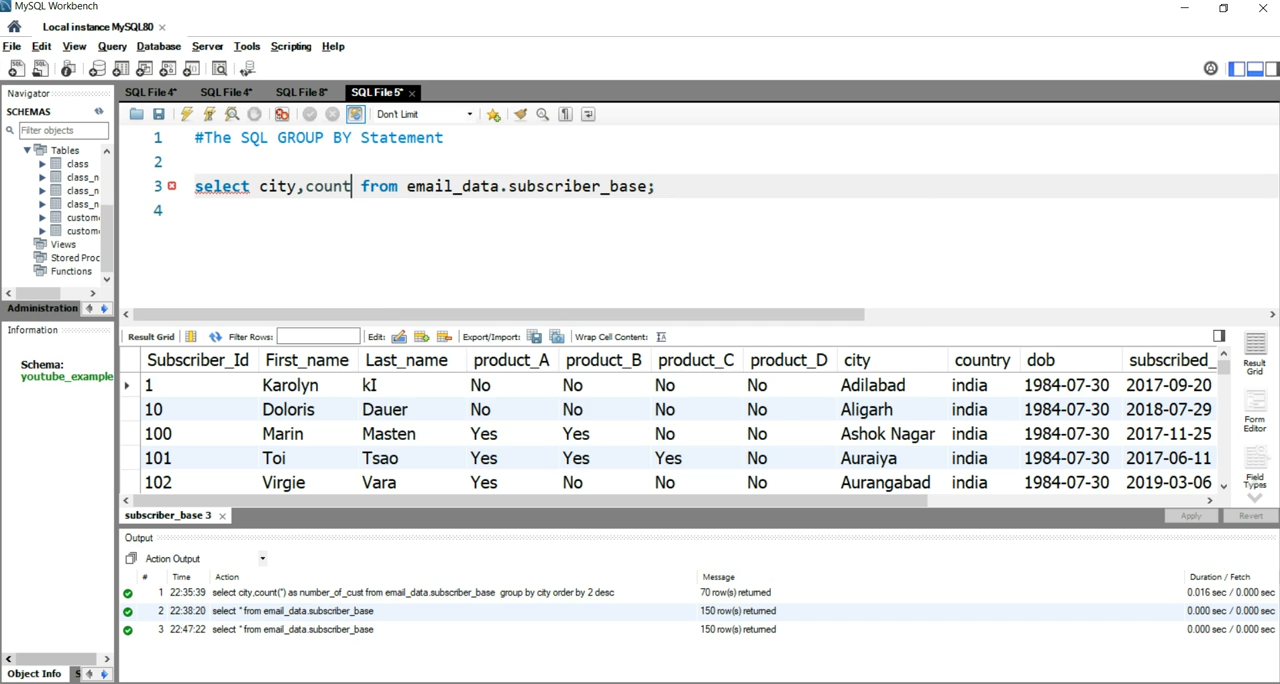 MySQL Workbench
Local instance MySQL80
File Edit View Query Database Server Tools Scripting Help
Navigator
SCHEMAS
Filter objects
Tables
class
class_n
class_n
class_n
custom
custom
Views
Stored Proc
Functions
Administration
Information
Schema:
youtube_example
Object Info S
SQL File 4* SQL File 4* SQL File 8* SQL File 5*
Don't Limit
1 #The SQL GROUP BY Statement
2
3 select city,count from email_data.subscriber_base;
4
Result Grid Filter Rows: Edit: Export/Import: Wrap Cell Content:
Subscriber_Id First_name Last_name product_A product_B product_C product_D city country dob subscribed_
1 Karolyn kI No No No No Adilabad india 1984-07-30 2017-09-20
10 Doloris Dauer No No No No Aligarh india 1984-07-30 2018-07-29
100 Marin Masten Yes Yes No No Ashok Nagar india 1984-07-30 2017-11-25
101 Toi Tsao Yes Yes Yes No Auraiya india 1984-07-30 2017-06-11
102 Virgie Vara Yes No No No Aurangabad india 1984-07-30 2019-03-06
Result Grid
Form Editor
Field Types
subscriber_base 3 Apply Revert
Output
Action Output
# Time Action Message Duration / Fetch
1 22:35:39 select city,count(*) as number_of_cust from email_data.subscriber_base group by city order by 2 desc 70 row(s) returned 0.016 sec / 0.000 sec
2 22:38:20 select * from email_data.subscriber_base 150 row(s) returned 0.000 sec / 0.000 sec
3 22:47:22 select * from email_data.subscriber_base 150 row(s) returned 0.000 sec / 0.000 sec